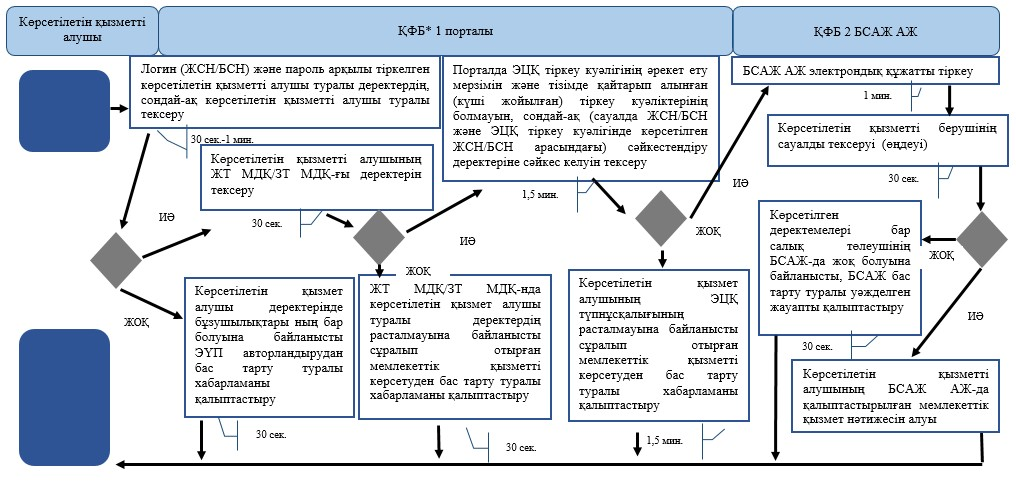 Көрсетілетін қызметті
алушы
ҚФБ* 1 порталы
ҚФБ 2 БСАЖ АЖ
Логин (ЖСН/БСН) және пароль арқылы тіркелген
көрсетілетін қызметті алушы туралы деректердің,
сондай-ақ көрсетілетін қызметті алушы туралы
тексеру
30 сек.-1 мин.
Көрсетілетін қызметті алушының
ЖТ МДҚ/ЗТ МДҚ-ғы деректерін
тексеру
30 сек.
Порталда ЭЦҚ тіркеу куәлігінің әрекет ету
мерзімін және тізімде қайтарып алынған
(күші жойылған) тіркеу куәліктерінің
болмауын, сондай-ақ (сауалда ЖСН/БСН
және ЭЦҚ тіркеу куәлігінде көрсетілген
ЖСН/БСН арасындағы) сәйкестендіру
деректеріне сәйкес келуін тексеру
1,5 мин.
БСАЖ АЖ электрондық құжатты тіркеу
1 мин.
Көрсетілетін қызметті берушінің
сауалды тексеруі (өңдеуі)
30 сек.
ИӘ
ИӘ
ИӘ
ИӘ
ЖОҚ
ЖОҚ
ЖОҚ
ЖОҚ
Көрсетілетін қызмет
алушы деректерінде
бұзушылықтары ның бар
болуына байланысты
ЭҮП авторландырудан
бас тарту туралы
хабарламаны
қалыптастыру
30 сек.
ЖТ МДҚ/ЗТ МДҚ-нда
көрсетілетін қызмет алушы
туралы деректердің
расталмауына байланысты
сұралып отырған
мемлекеттік қызметті
көрсетуден бас тарту туралы
хабарламаны қалыптастыру
30 сек.
Көрсетілетін қызмет
алушының ЭЦҚ
түпнұсқалығының
расталмауына байланысты
сұралып отырған
мемлекеттік қызметті
көрсетуден бас тарту
туралы хабарламаны
қалыптастыру
1,5 мин.
Көрсетілген
деректемелері бар
салық төлеушінің
БСАЖ-да жоқ болуына
байланысты, БСАЖ бас
тарту туралы уәжделген
жауапты қалыптастыру
30 сек.
Көрсетілетін қызметті
алушының БСАЖ АЖ-да
қалыптастырылған мемлекеттік
қызмет нәтижесін алуы